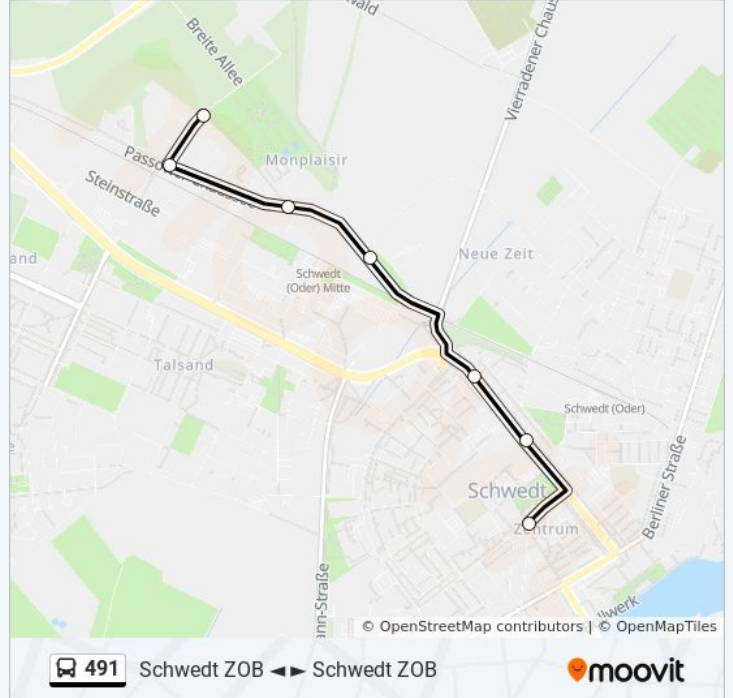 Breite Allee
Vierradener Chaus
Monplaisir
Steinstraße
Neue Zeit
Schwedt
(Oder) Mitte
Talsand
Schwedt (Oder)
Berliner Straße
Schwedt
Zentrum
© OpenStreetMap contributors | © OpenMapTiles
491 Schwedt ZOB ◄ ► Schwedt ZOB
moovit